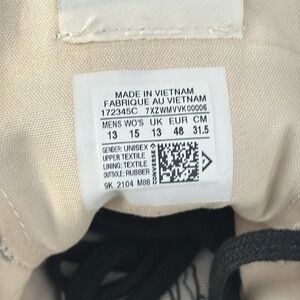 MADE IN VIETNAM
FABRIQUE AU VIETNAM
172345C 7XZWMVVK00006
MENS WO'S UK EUR CM
13 15 13 48 31.5
GENDER: UNISEX
UPPER: TEXTILE
LINING: TEXTILE
OUTSOLE: RUBBER
9K 2104 M88
CONVERSE